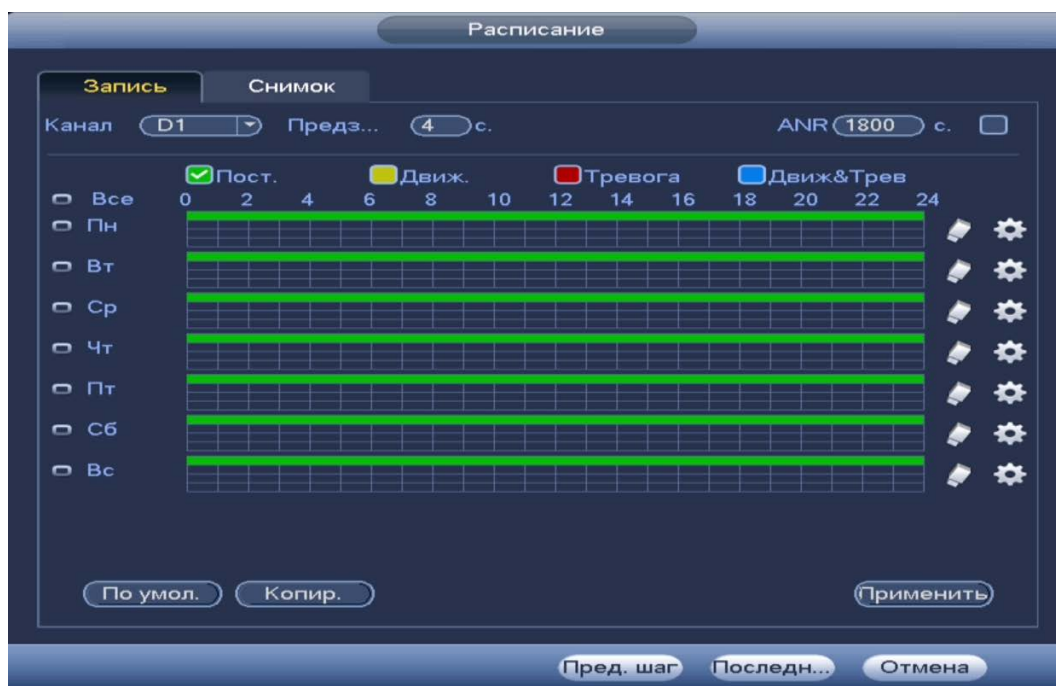 Расписание
Запись Снимок
Канал D1 Предз... 4 с. ANR 1800 с.
Пост. Движ. Тревога Движ&Трев
Все 0 2 4 6 8 10 12 14 16 18 20 22 24
Пн
Вт
Ср
Чт
Пт
Сб
Вс
По умол. Копир. Применить
Пред. шаг Последн... Отмена